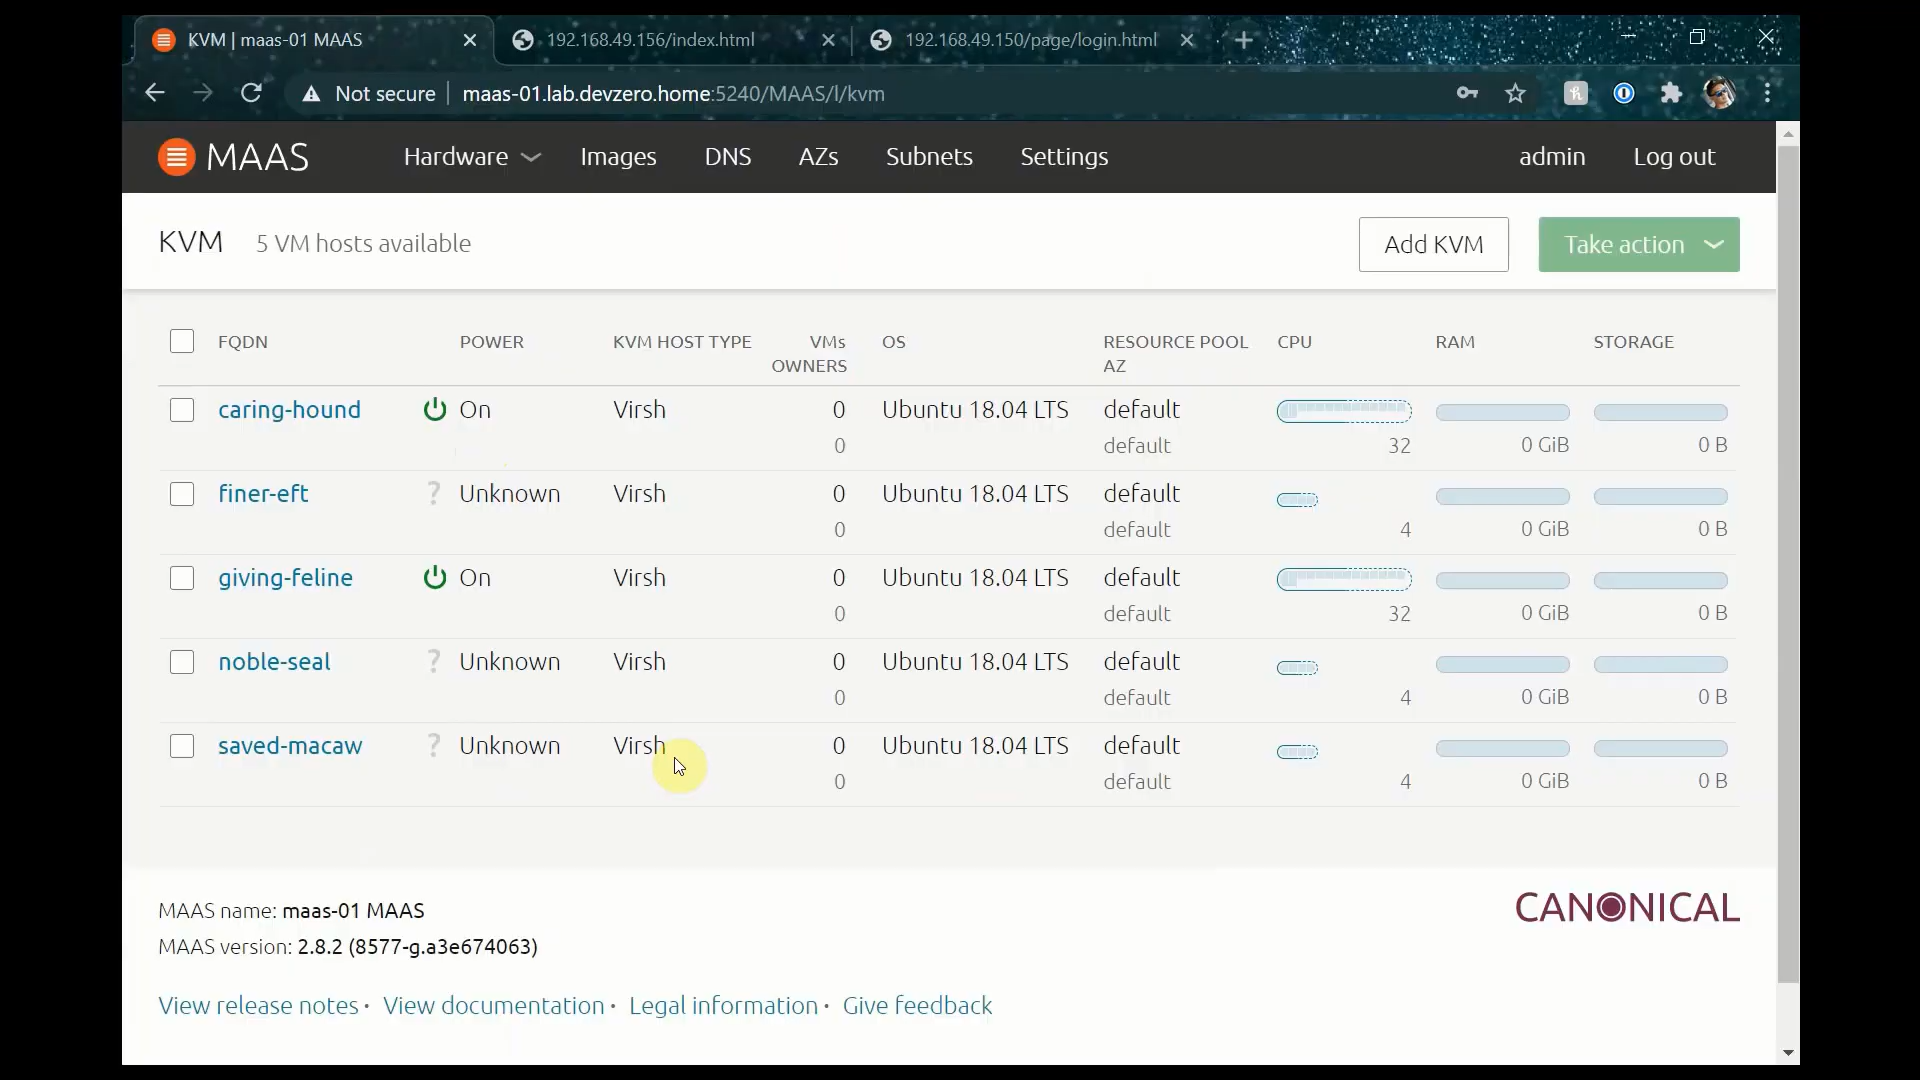 KVM | maas-01 MAAS
192.168.49.156/index.html
192.168.49.150/page/login.html
Not secure
maas-01.lab.devzero.home:5240/MAAS/l/kvm
MAAS
Hardware
Images
DNS
AZs
Subnets
Settings
admin
Log out
KVM
5 VM hosts available
Add KVM
Take action
FQDN POWER KVM HOST TYPE VMs OS RESOURCE POOL CPU RAM STORAGE
OWNERS AZ
caring-hound On Virsh 0 Ubuntu 18.04 LTS default
0 default 32 0 GiB 0 B
finer-eft ? Unknown Virsh 0 Ubuntu 18.04 LTS default
0 default 4 0 GiB 0 B
giving-feline On Virsh 0 Ubuntu 18.04 LTS default
0 default 32 0 GiB 0 B
noble-seal ? Unknown Virsh 0 Ubuntu 18.04 LTS default
0 default 4 0 GiB 0 B
saved-macaw ? Unknown Virsh 0 Ubuntu 18.04 LTS default
0 default 4 0 GiB 0 B
MAAS name: maas-01 MAAS
CANONICAL
MAAS version: 2.8.2 (8577-g.a3e674063)
View release notes · View documentation · Legal information · Give feedback